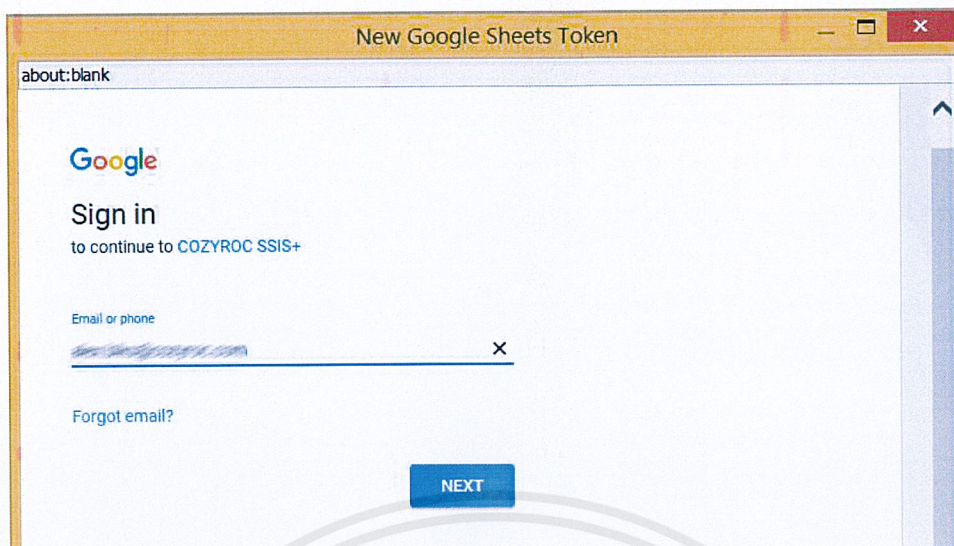 New Google Sheets Token
about:blank
Google
Sign in
to continue to COZYROC SSIS+
Email or phone
Forgot email?
NEXT